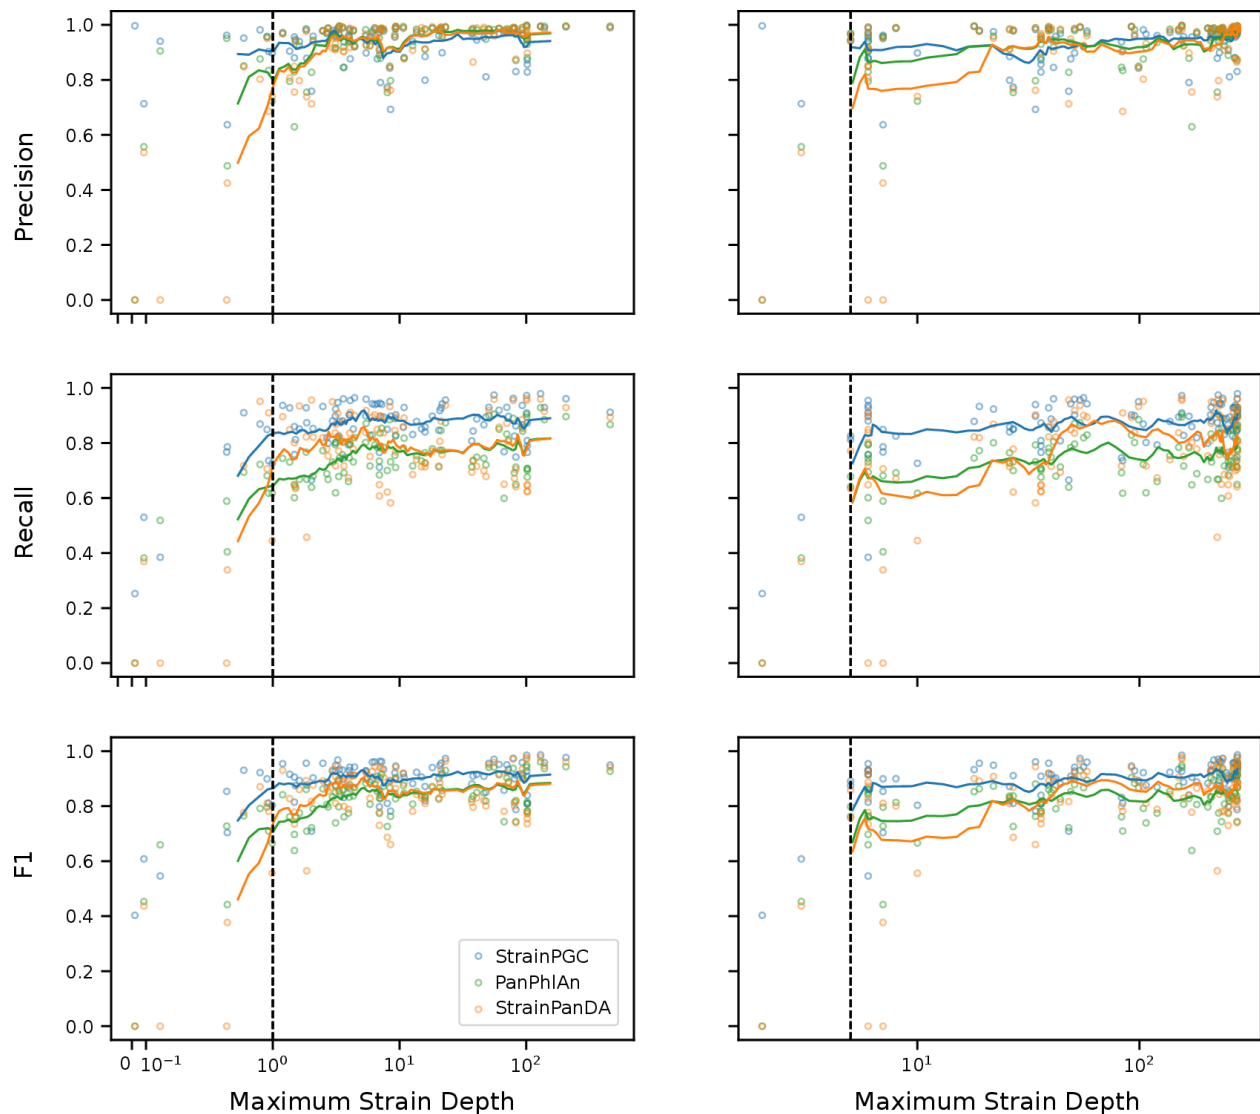 1.0
0.8
0.6
0.4
0.2
0.0
Precision
1.0
0.8
0.6
0.4
0.2
0.0
Recall
1.0
0.8
0.6
0.4
0.2
0.0
F1
StrainPGC
PanPhlAn
StrainPanDA
0 10⁻¹ 10⁰ 10¹ 10²
10¹ 10²
Maximum Strain Depth
Maximum Strain Depth